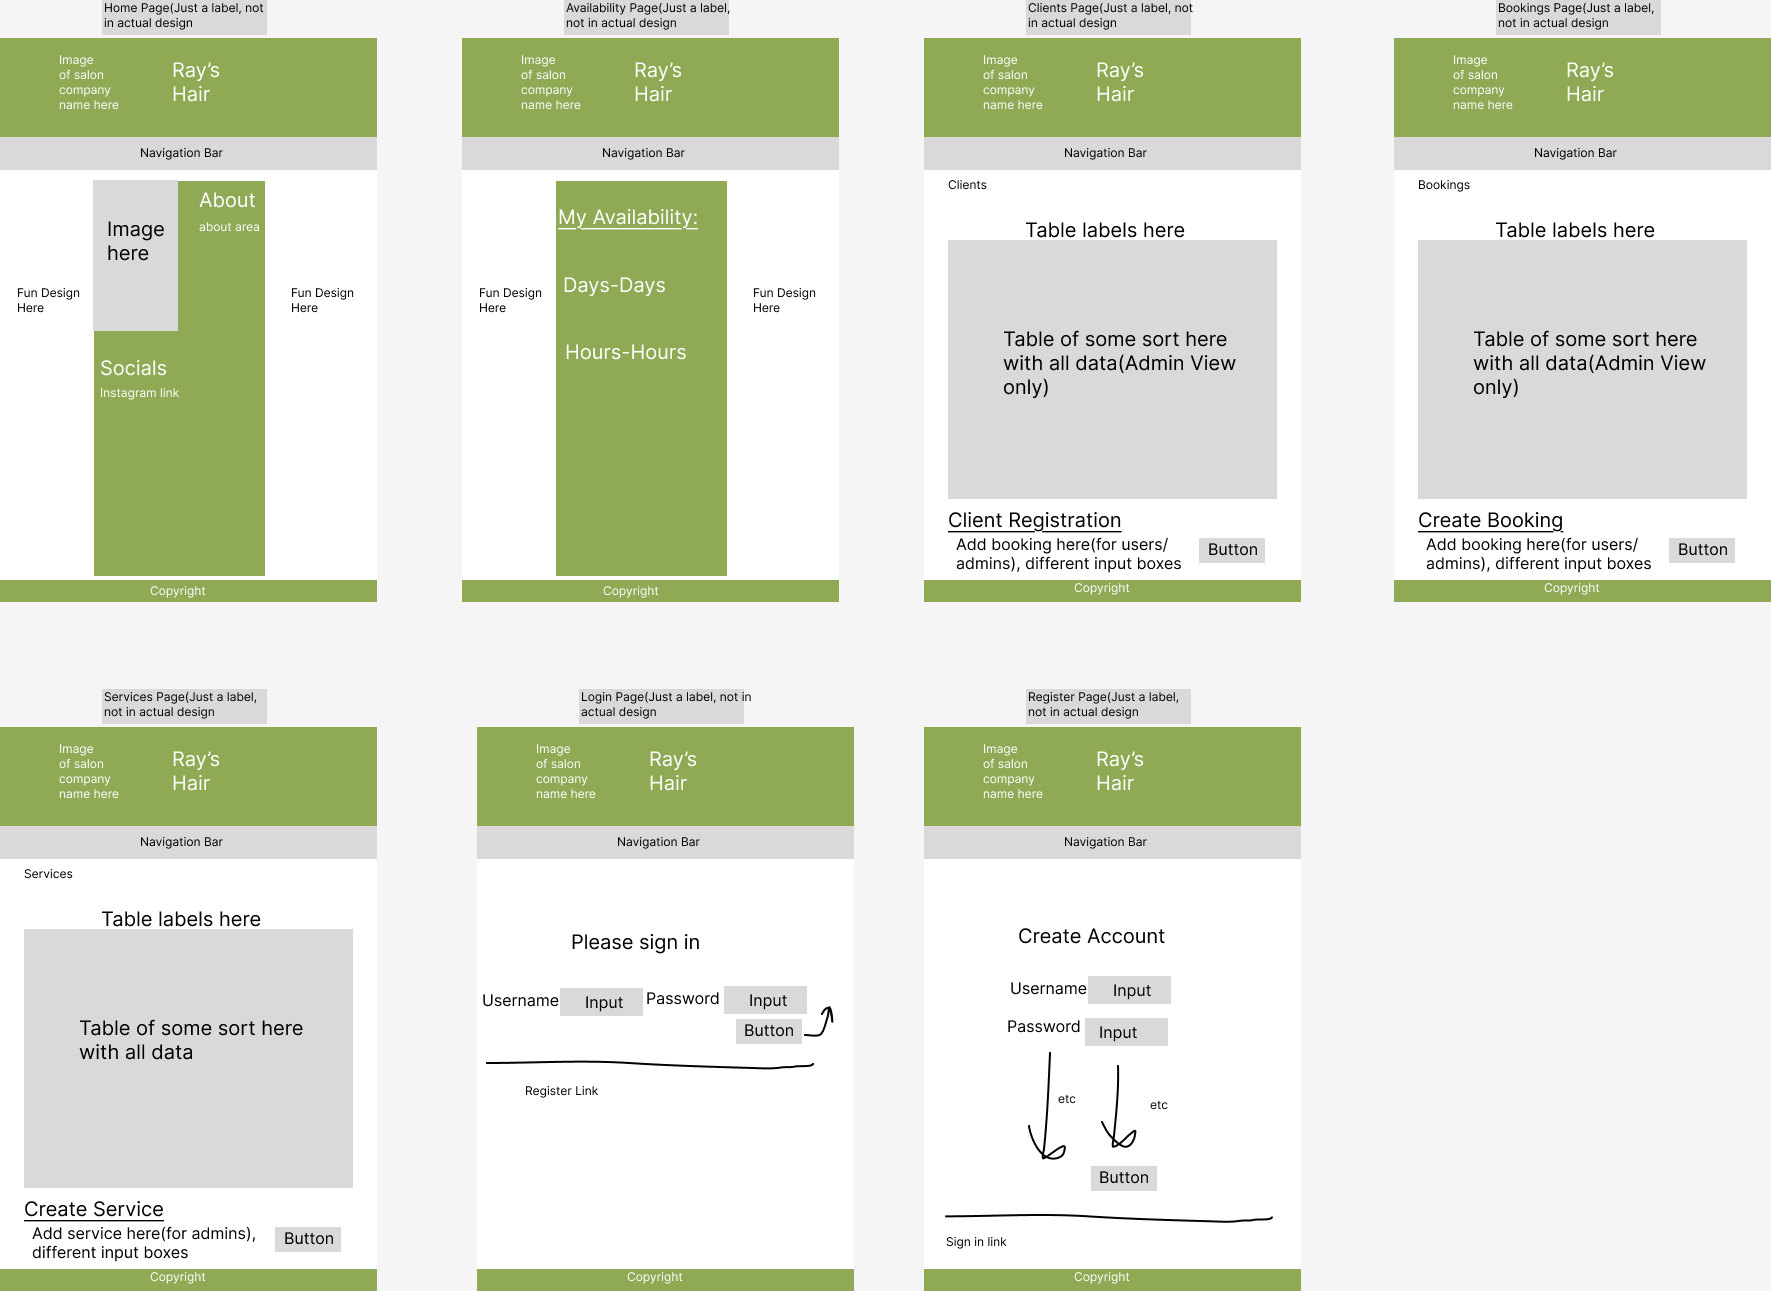 Home Page(Just a label, not
in actual design
Image
of salon
company
name here
Ray’s
Hair
Navigation Bar
Image
here
About
about area
Fun Design
Here
Fun Design
Here
Socials
Instagram link
Copyright
Availability Page(Just a label,
not in actual design
Image
of salon
company
name here
Ray’s
Hair
Navigation Bar
My Availability:
Days-Days
Fun Design
Here
Fun Design
Here
Hours-Hours
Copyright
Clients Page(Just a label, not
in actual design
Image
of salon
company
name here
Ray’s
Hair
Navigation Bar
Clients
Table labels here
Table of some sort here
with all data(Admin View
only)
Client Registration
Add booking here(for users/
admins), different input boxes
Button
Copyright
Bookings Page(Just a label,
not in actual design
Image
of salon
company
name here
Ray’s
Hair
Navigation Bar
Bookings
Table labels here
Table of some sort here
with all data(Admin View
only)
Create Booking
Add booking here(for users/
admins), different input boxes
Button
Copyright
Services Page(Just a label,
not in actual design
Image
of salon
company
name here
Ray’s
Hair
Navigation Bar
Services
Table labels here
Table of some sort here
with all data
Create Service
Add service here(for admins),
different input boxes
Button
Copyright
Login Page(Just a label, not in
actual design
Image
of salon
company
name here
Ray’s
Hair
Navigation Bar
Please sign in
Username
Input
Password
Input
Button
Register Link
Copyright
Register Page(Just a label,
not in actual design
Image
of salon
company
name here
Ray’s
Hair
Navigation Bar
Create Account
Username
Input
Password
Input
etc
etc
Button
Sign in link
Copyright